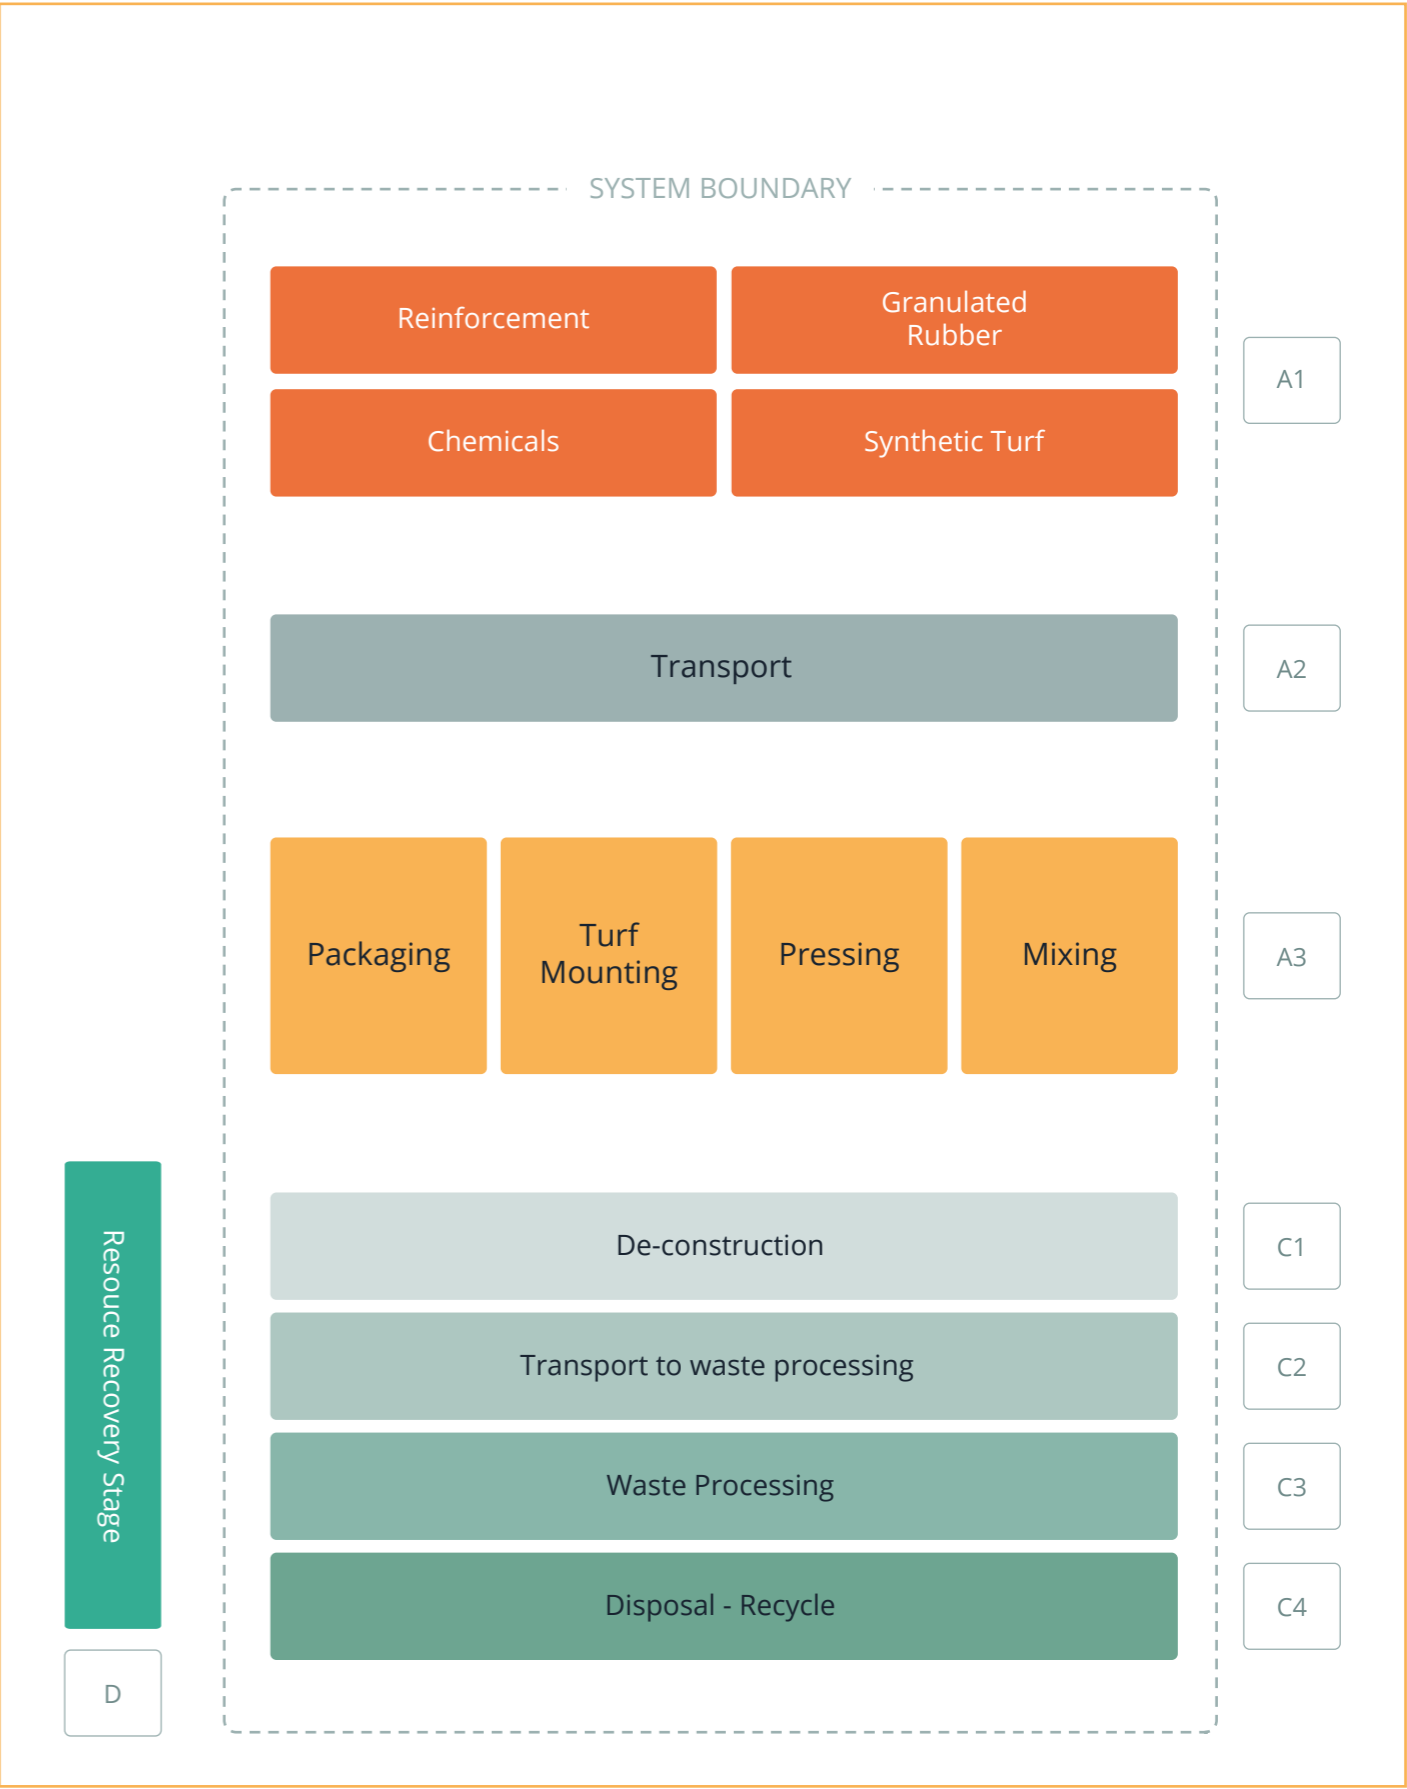 SYSTEM BOUNDARY
Reinforcement
Granulated
Rubber
A1
Chemicals
Synthetic Turf
Transport
A2
Packaging
Turf
Mounting
Pressing
Mixing
A3
De-construction
C1
Transport to waste processing
C2
Waste Processing
C3
Disposal - Recycle
C4
Resouce Recovery Stage
D